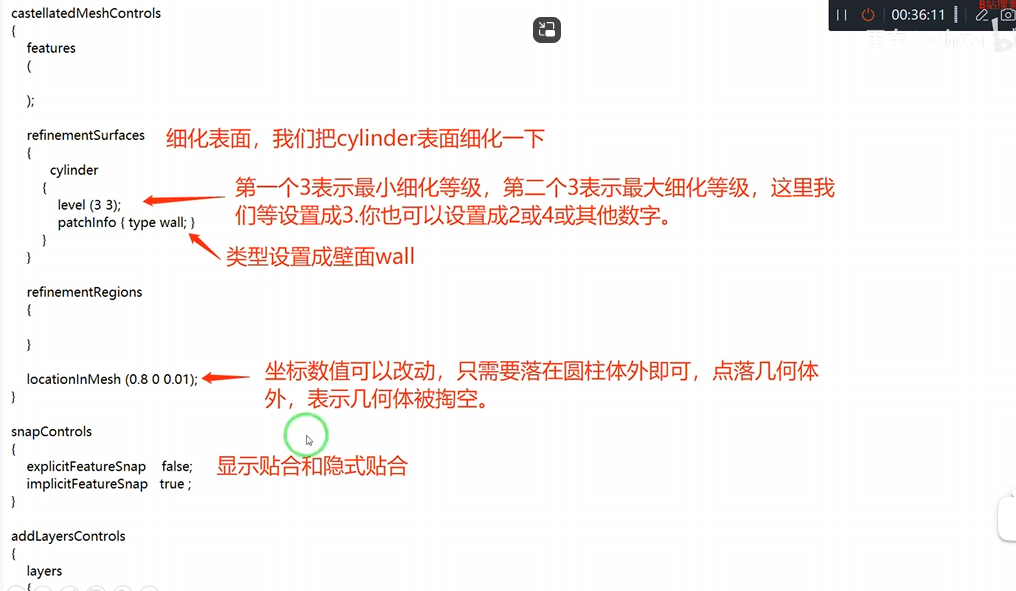 castellatedMeshControls
{
features
(
);
refinementSurfaces
细化表面，我们把cylinder表面细化一下
{
cylinder
{
level (3 3);
第一个3表示最小细化等级，第二个3表示最大细化等级，这里我
们等设置成3.你也可以设置成2或4或其他数字。
patchInfo { type wall; }
}
类型设置成壁面wall
}
refinementRegions
{
}
locationInMesh (0.8 0 0.01);
坐标数值可以改动，只需要落在圆柱体外即可，点落几何体
外，表示几何体被掏空。
}
snapControls
{
explicitFeatureSnap false;
implicitFeatureSnap true ;
显示贴合和隐式贴合
}
addLayersControls
{
layers
{
00:36:11